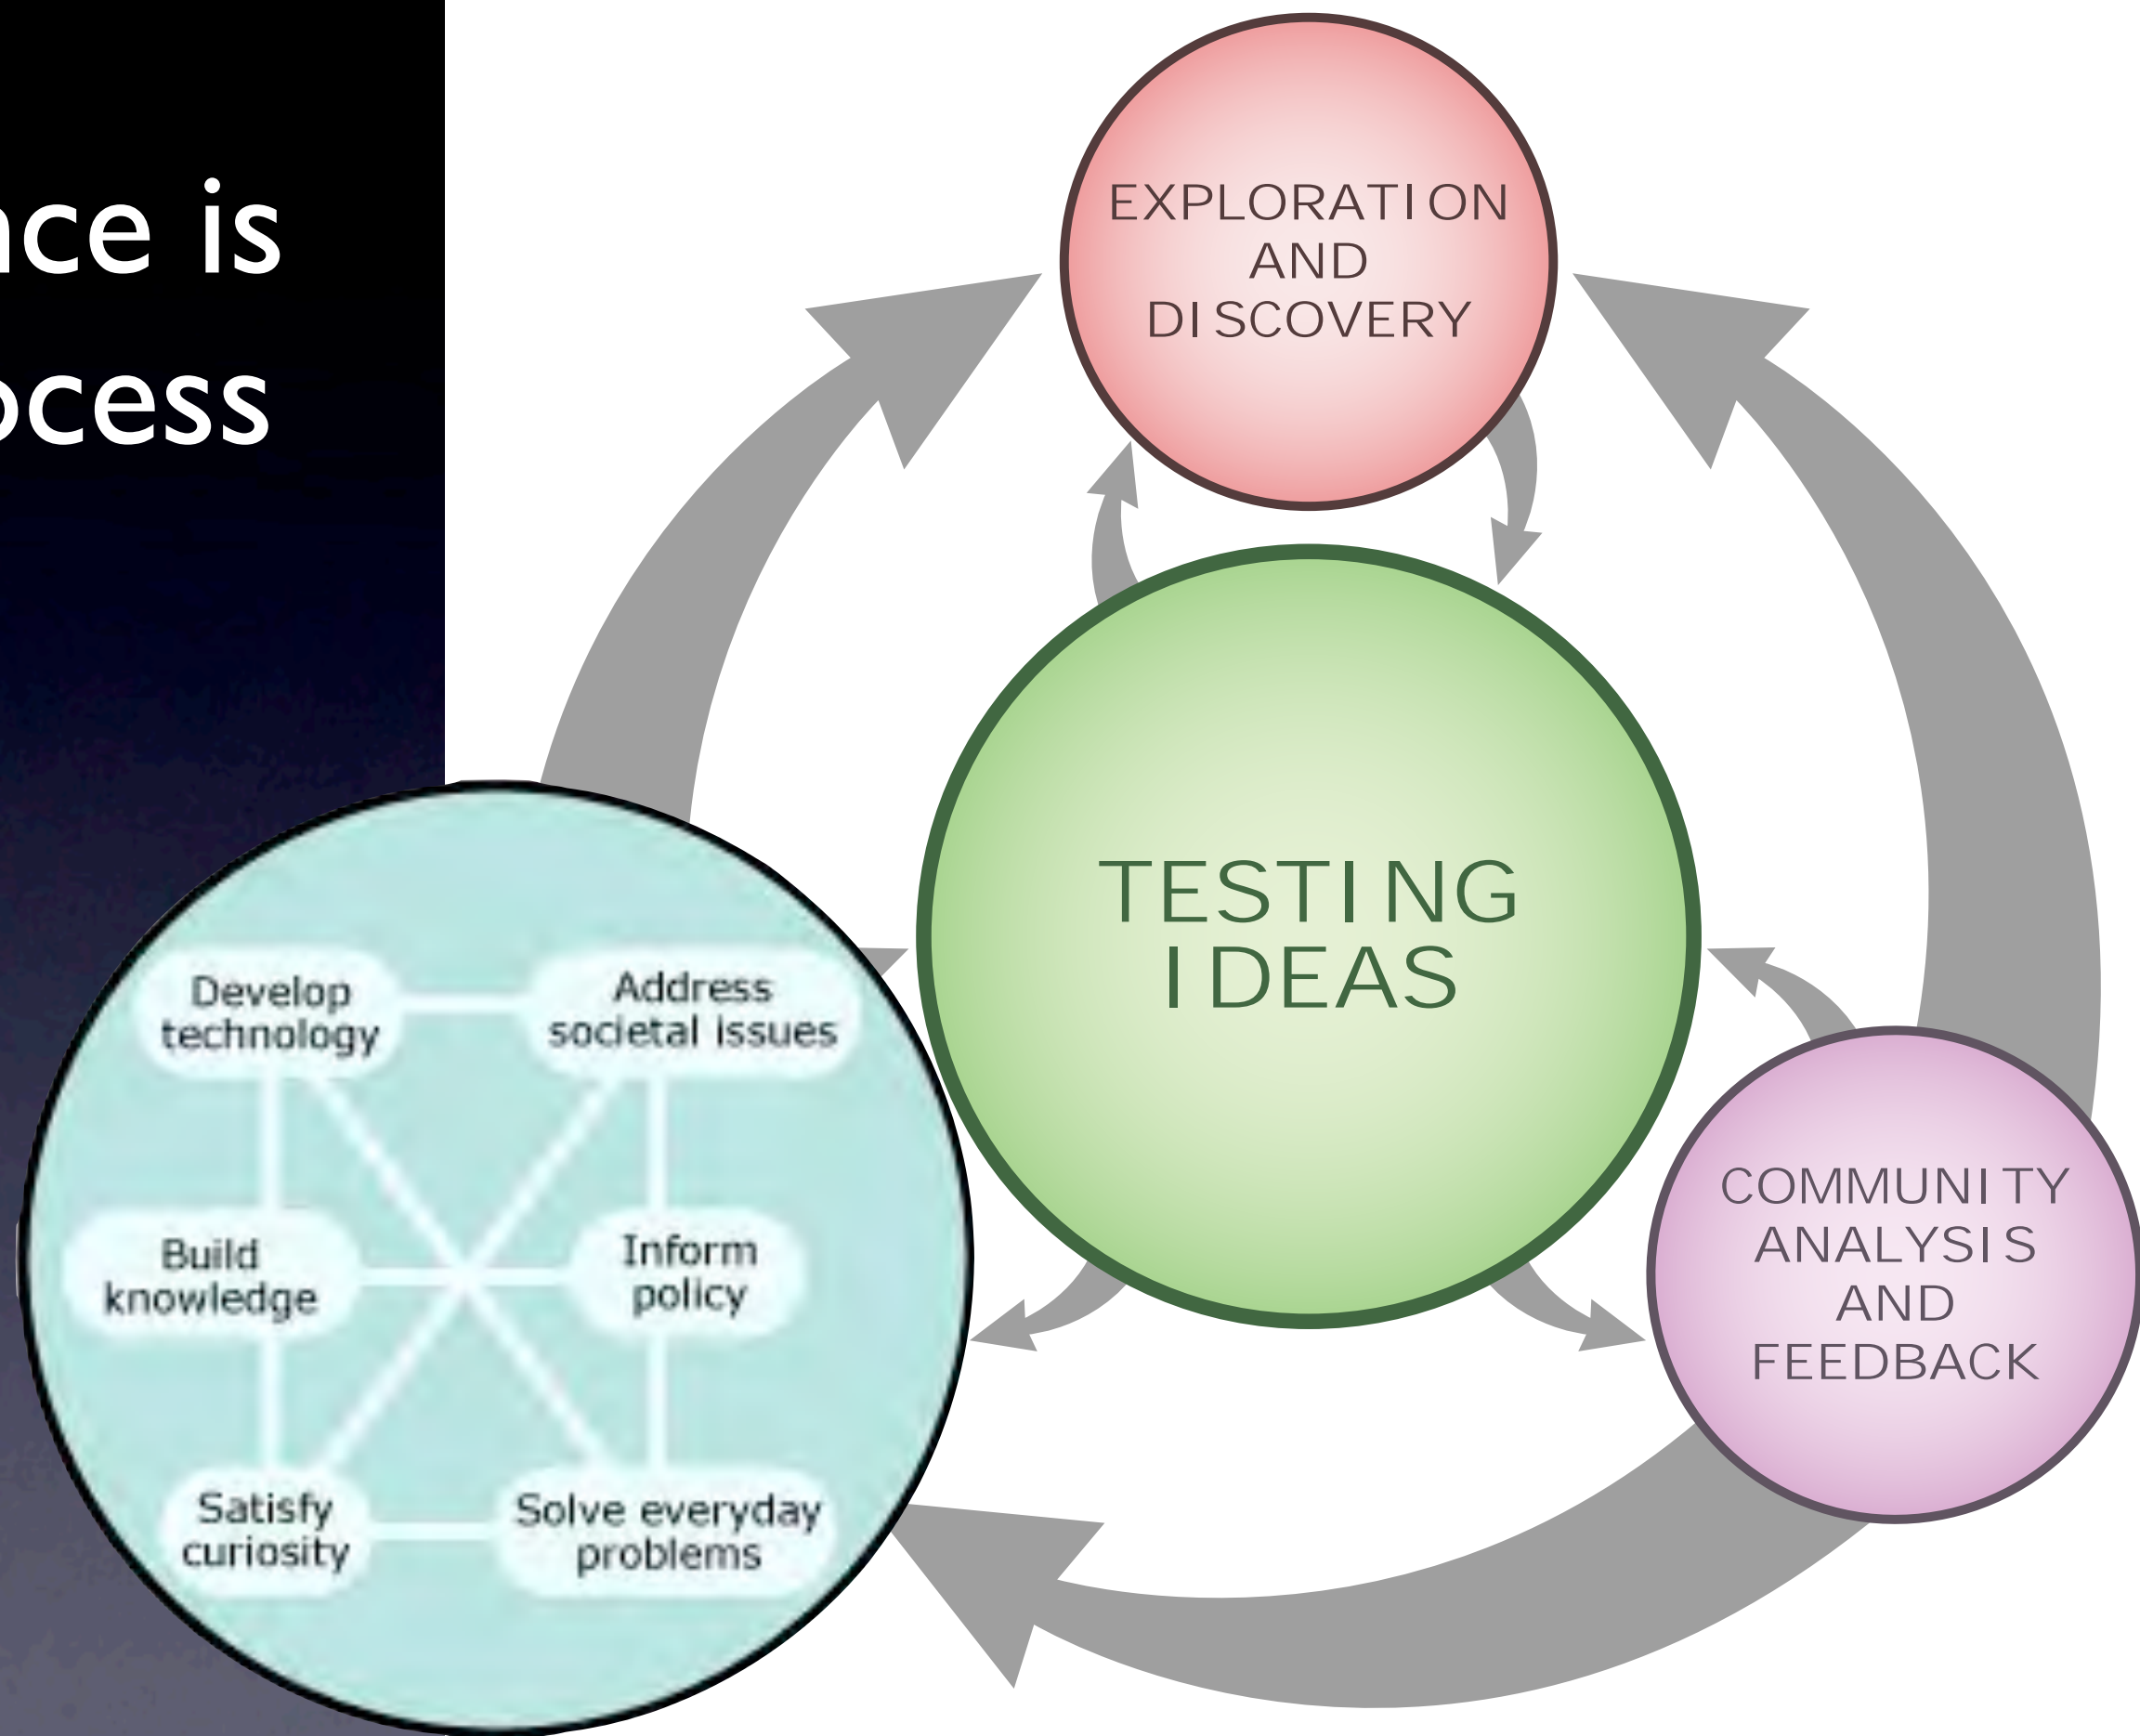 nce is
ocess
EXPLORATION
AND
DISCOVERY
TESTING
IDEAS
Develop
technology
Address
societal issues
Build
knowledge
Inform
policy
Satisfy
curiosity
Solve everyday
problems
COMMUNITY
ANALYSIS
AND
FEEDBACK